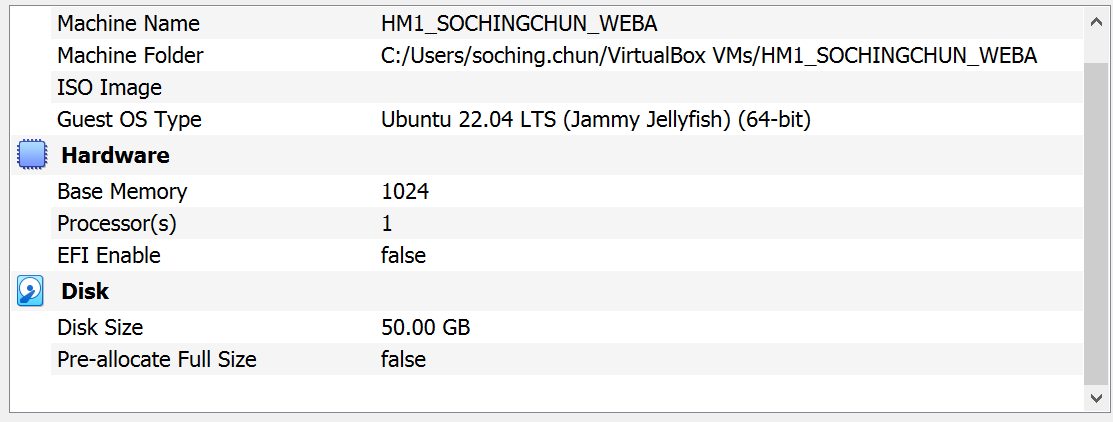 Machine Name HM1_SOCHINGCHUN_WEBA
Machine Folder C:/Users/soching.chun/VirtualBox VMs/HM1_SOCHINGCHUN_WEBA
ISO Image
Guest OS Type Ubuntu 22.04 LTS (Jammy Jellyfish) (64-bit)
Hardware
Base Memory 1024
Processor(s) 1
EFI Enable false
Disk
Disk Size 50.00 GB
Pre-allocate Full Size false